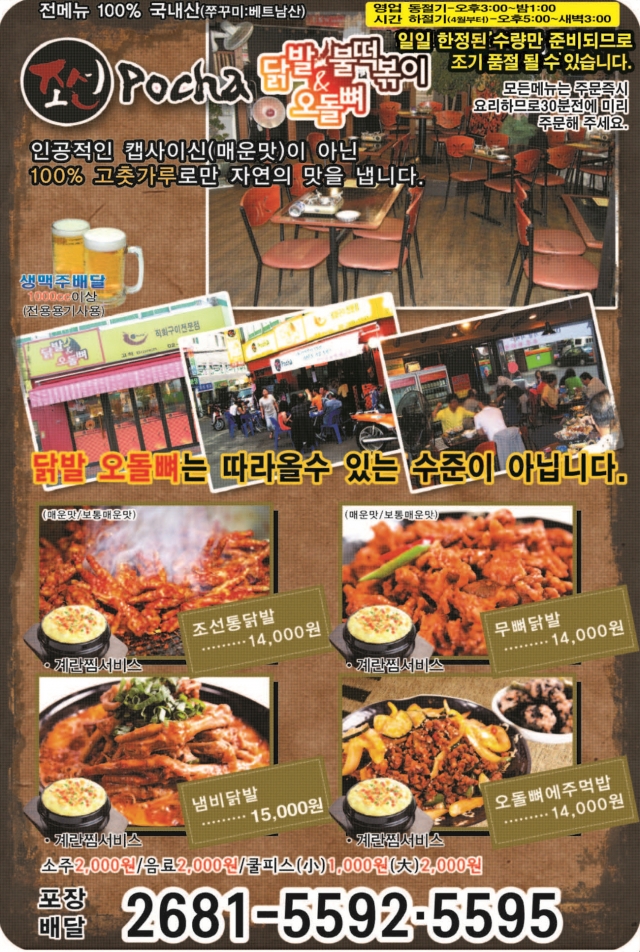 전메뉴 100% 국내산(쭈꾸미:베트남산)
영업 동절기-오후3:00~밤1:00
시간 하절기(4월부터)-오후5:00~새벽3:00
일일 한정된 수량만 준비되므로
조기 품절 될 수 있습니다.
모든메뉴는 주문즉시
요리하므로30분전에 미리
주문해 주세요.
조선 Pocha
닭발 불떡볶이
&
오돌뼈
인공적인 캡사이신(매운맛)이 아닌
100% 고춧가루로만 자연의 맛을 냅니다.
생맥주배달
1000cc이상
(전용용기사용)
닭발
오돌뼈
Pocha
닭발 오돌뼈는 따라올수 있는 수준이 아닙니다.
(매운맛/보통매운맛)
조선통닭발
.........14,000원
· 계란찜서비스
(매운맛/보통매운맛)
무뼈닭발
.........14,000원
· 계란찜서비스
냄비닭발
.........15,000원
· 계란찜서비스
오돌뼈에주먹밥
.........14,000원
· 계란찜서비스
소주2,000원/음료2,000원/쿨피스(小)1,000원(大)2,000원
포장
배달
2681-5592·5595